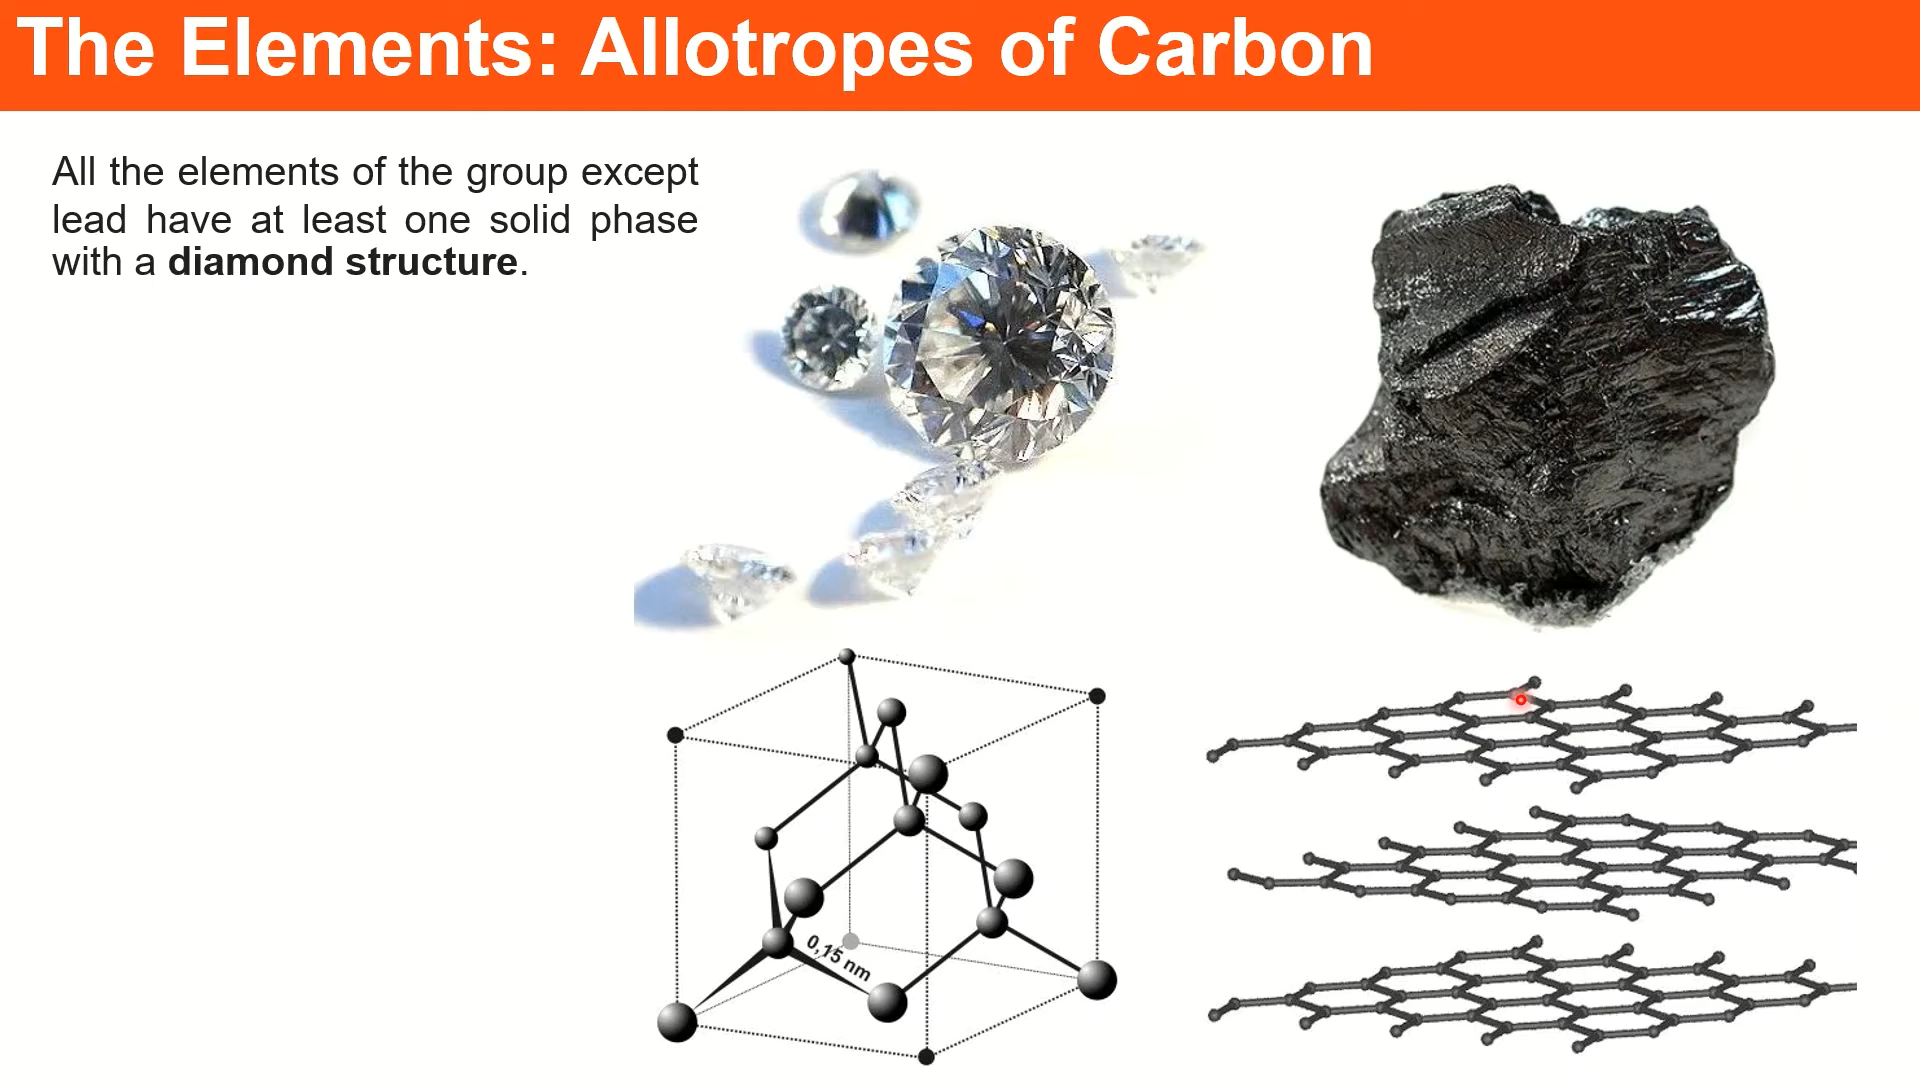 The Elements: Allotropes of Carbon
All the elements of the group except
lead have at least one solid phase
with a diamond structure.
0,15 nm